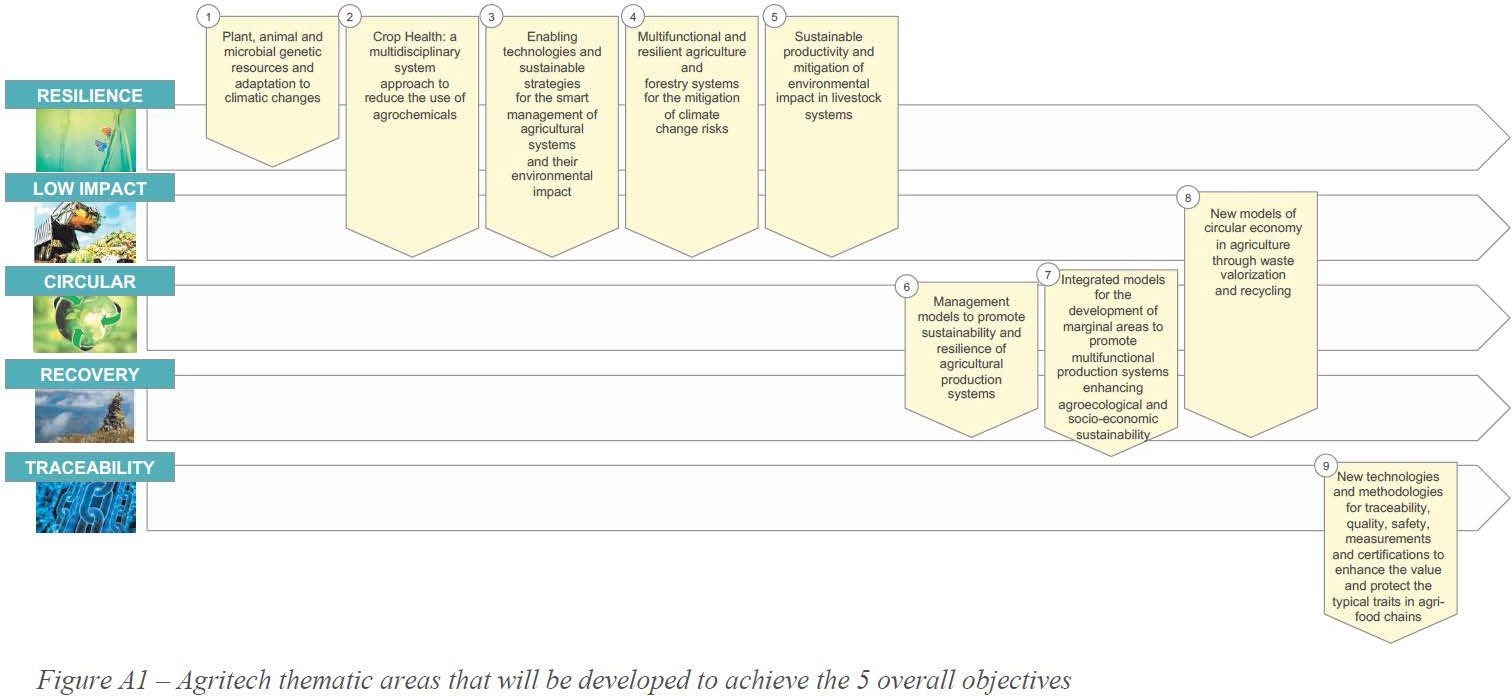 1
Plant, animal and
microbial genetic
resources and
adaptation to
climatic changes
2
Crop Health: a
multidisciplinary
system
approach to
reduce the use of
agrochemicals
3
Enabling
technologies and
sustainable
strategies
for the smart
management of
agricultural
systems
and their
environmental
impact
4
Multifunctional and
resilient agriculture
and
forestry systems
for the mitigation
of climate
change risks
5
Sustainable
productivity and
mitigation of
environmental
impact in livestock
systems
RESILIENCE
LOW IMPACT
8
New models of
circular economy
in agriculture
through waste
valorization
and recycling
CIRCULAR
6
Management
models to promote
sustainability and
resilience of
agricultural
production
systems
7
Integrated models
for the
development of
marginal areas to
promote
multifunctional
production systems
enhancing
agroecological and
socio-economic
sustainability
RECOVERY
TRACEABILITY
9
New technologies
and methodologies
for traceability,
quality, safety,
measurements
and certifications to
enhance the value
and protect the
typical traits in agri-
food chains
Figure A1 – Agritech thematic areas that will be developed to achieve the 5 overall objectives